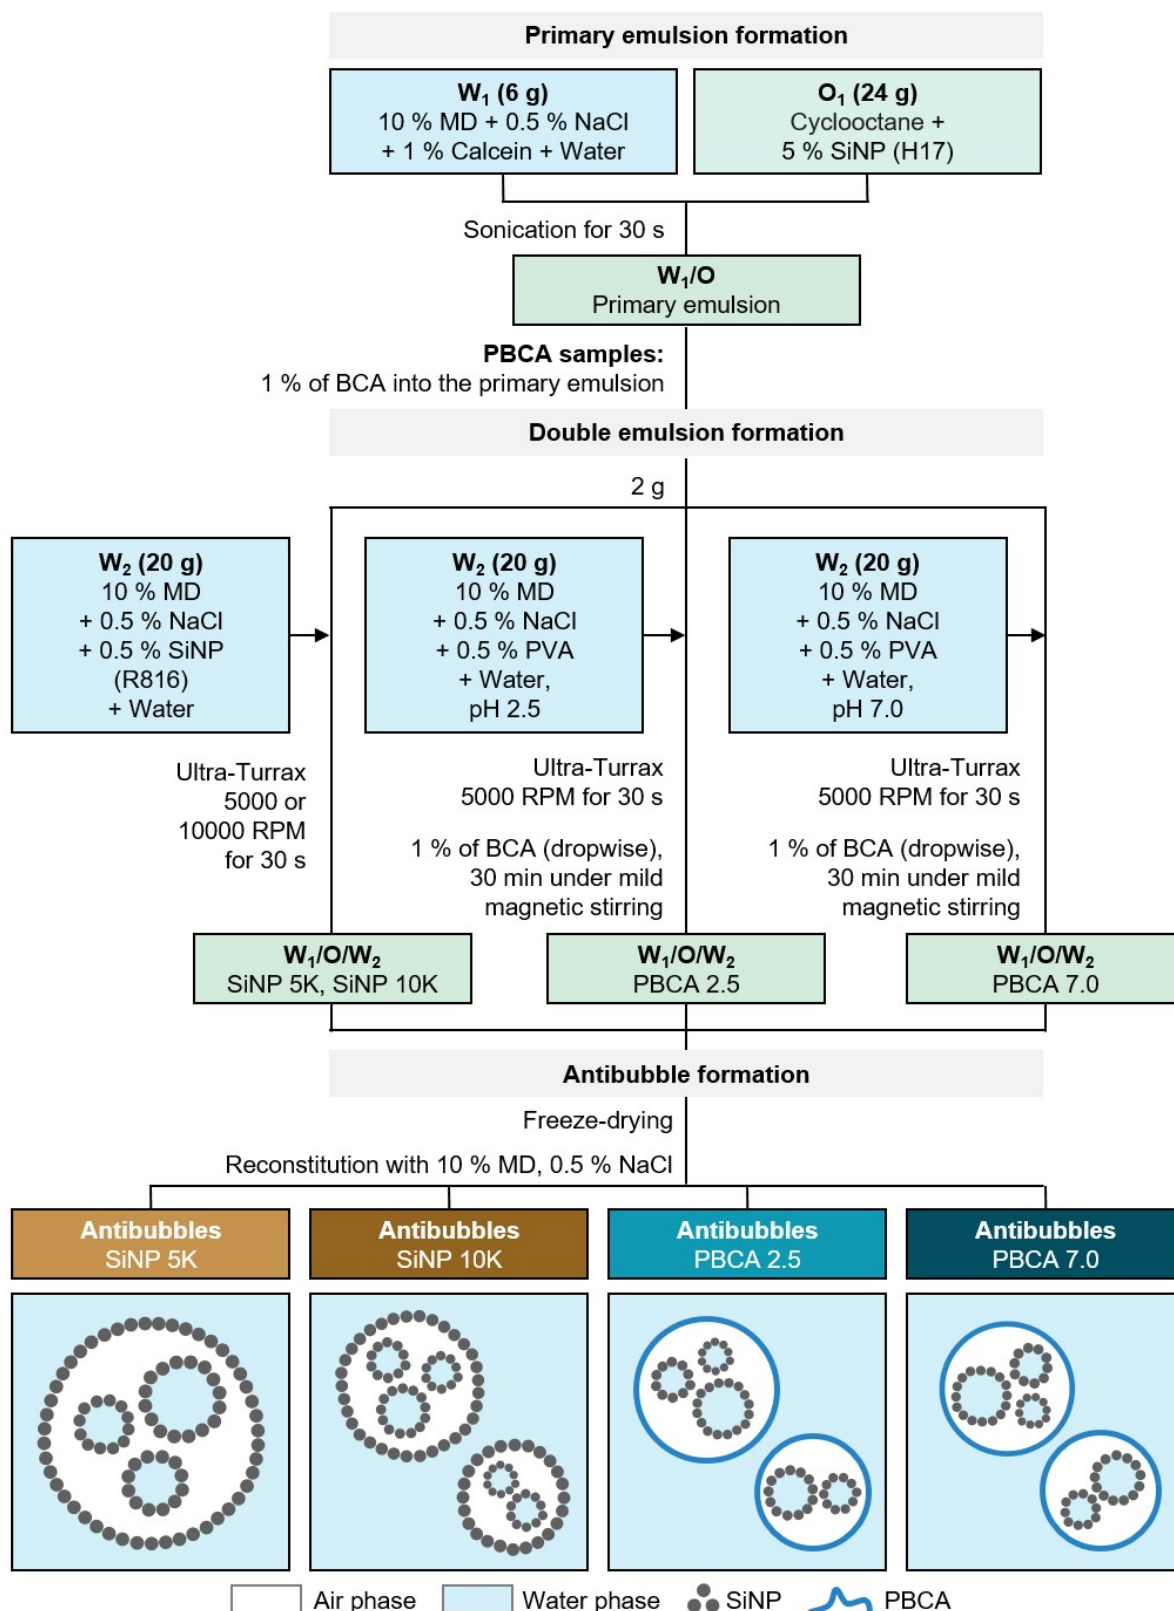 Primary emulsion formation
W₁ (6 g)
10 % MD + 0.5 % NaCl
+ 1 % Calcein + Water
O₁ (24 g)
Cyclooctane +
5 % SiNP (H17)
Sonication for 30 s
W₁/O
Primary emulsion
PBCA samples:
1 % of BCA into the primary emulsion
Double emulsion formation
2 g
W₂ (20 g)
10 % MD
+ 0.5 % NaCl
+ 0.5 % SiNP
(R816)
+ Water
W₂ (20 g)
10 % MD
+ 0.5 % NaCl
+ 0.5 % PVA
+ Water,
pH 2.5
W₂ (20 g)
10 % MD
+ 0.5 % NaCl
+ 0.5 % PVA
+ Water,
pH 7.0
Ultra-Turrax
5000 or
10000 RPM
for 30 s
Ultra-Turrax
5000 RPM for 30 s
1 % of BCA (dropwise),
30 min under mild
magnetic stirring
Ultra-Turrax
5000 RPM for 30 s
1 % of BCA (dropwise),
30 min under mild
magnetic stirring
W₁/O/W₂
SiNP 5K, SiNP 10K
W₁/O/W₂
PBCA 2.5
W₁/O/W₂
PBCA 7.0
Antibubble formation
Freeze-drying
Reconstitution with 10 % MD, 0.5 % NaCl
Antibubbles
SiNP 5K
Antibubbles
SiNP 10K
Antibubbles
PBCA 2.5
Antibubbles
PBCA 7.0
Air phase
Water phase
SiNP
PBCA